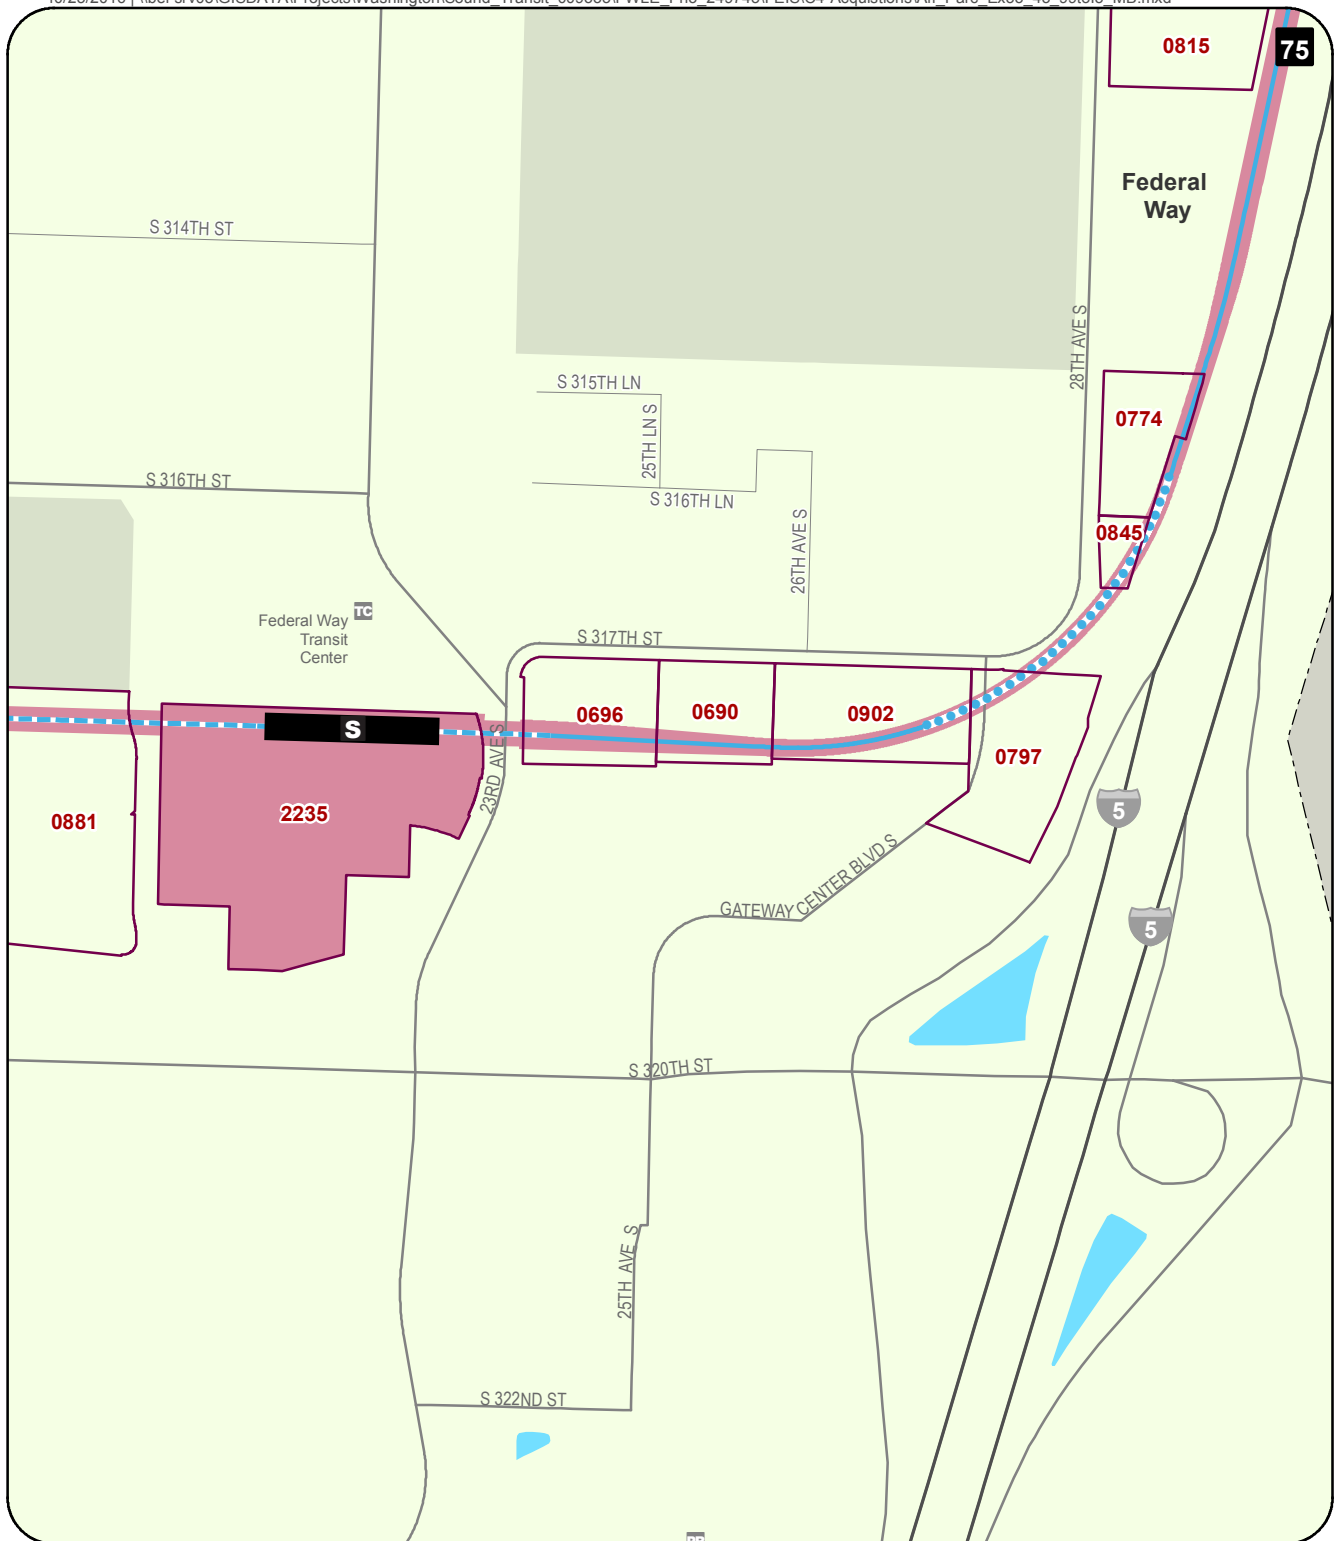 75
0815
Federal
Way
S 314TH ST
28TH AVE S
S 315TH LN
25TH LN S
0774
S 316TH ST
S 316TH LN
26TH AVE S
0845
TC
Federal Way
Transit
Center
S 317TH ST
0696
0690
0902
S
0797
23RD AVE S
0881
2235
5
GATEWAY CENTER BLVD S
5
S 320TH ST
25TH AVE S
S 322ND ST